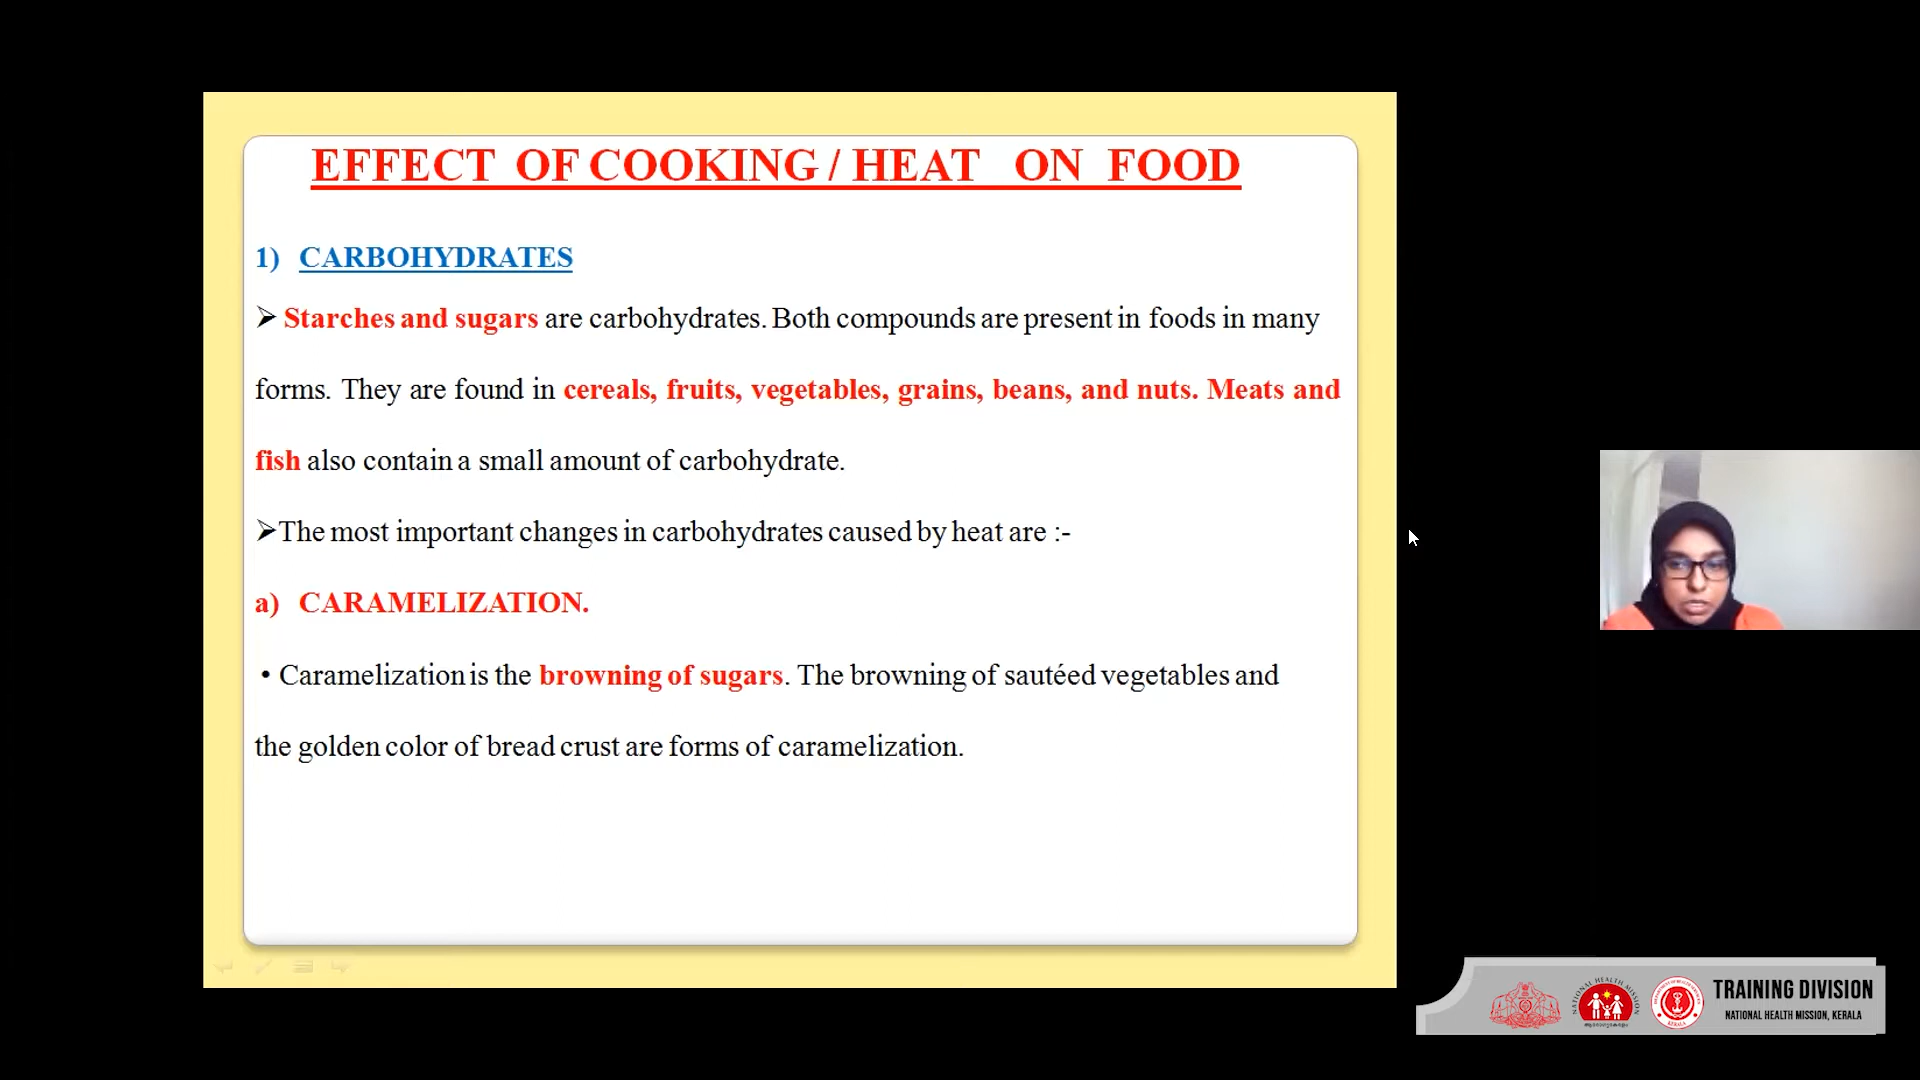 EFFECT OF COOKING / HEAT ON FOOD
1) CARBOHYDRATES
➢ Starches and sugars are carbohydrates. Both compounds are present in foods in many
forms. They are found in cereals, fruits, vegetables, grains, beans, and nuts. Meats and
fish also contain a small amount of carbohydrate.
➢The most important changes in carbohydrates caused by heat are :-
a) CARAMELIZATION.
• Caramelization is the browning of sugars. The browning of sautéed vegetables and
the golden color of bread crust are forms of caramelization.
NATIONAL HEALTH MISSION
KERALA
TRAINING DIVISION
NATIONAL HEALTH MISSION, KERALA